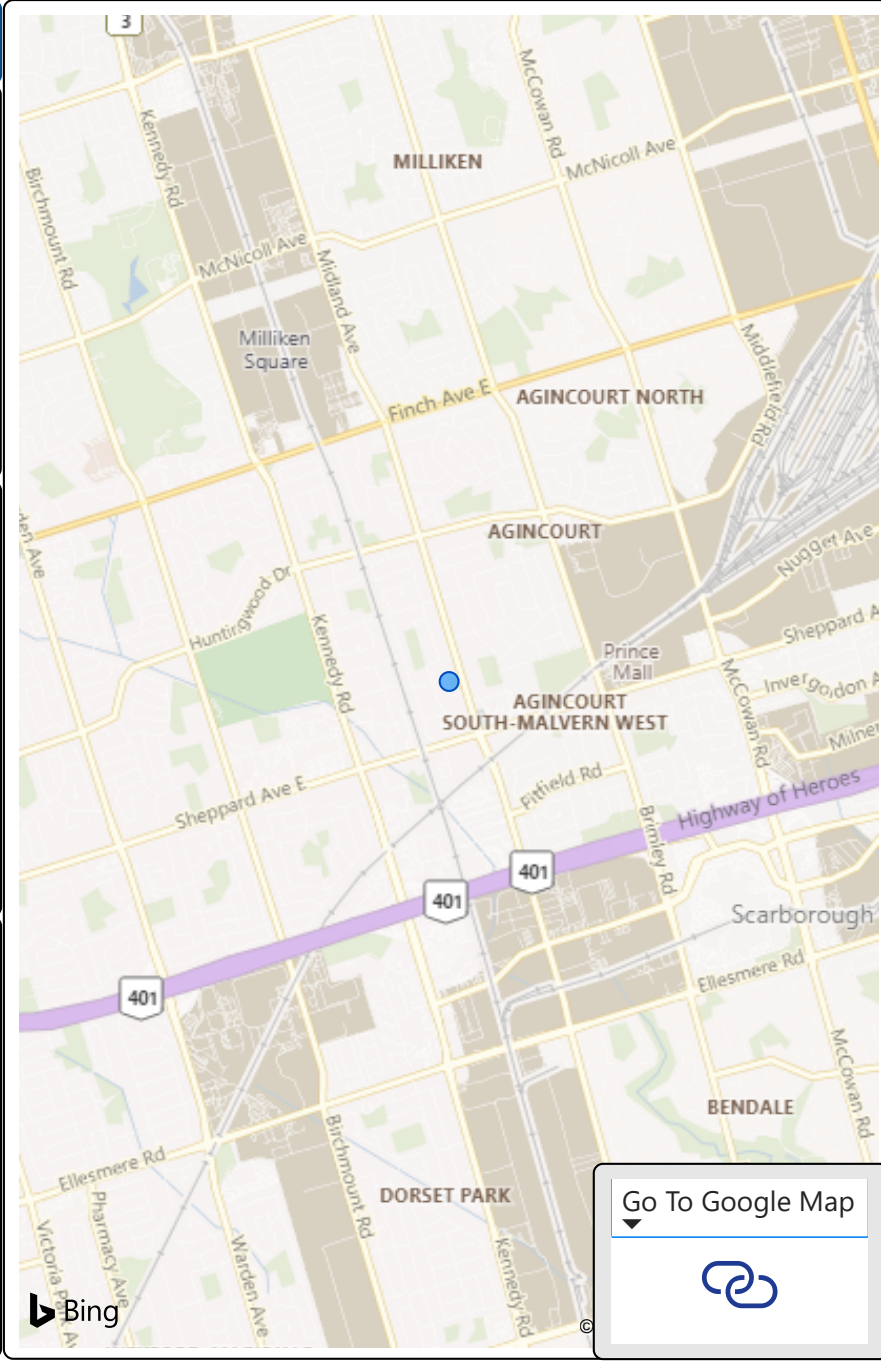 3
McCowan Rd
Kennedy Rd
MILLIKEN
McNicoll Ave
Birchmount Rd
McNicoll Ave
Midland Ave
Milliken
Square
Middlefield Rd
Finch Ave E
AGINCOURT NORTH
AGINCOURT
den Ave
Nugget Ave
Huntingwood Dr
Kennedy Rd
Sheppard A
Prince
Mall
McCowan Rd
Invergordon A
AGINCOURT
SOUTH-MALVERN WEST
Milner
Fitfield Rd
Sheppard Ave E
Highway of Heroes
Brimley Rd
401
401
Scarborough
401
Ellesmere Rd
McCowan Rd
BENDALE
Birchmount Rd
Ellesmere Rd
DORSET PARK
Pharmacy Ave
Victoria Park Av
Warden Ave
Kennedy Rd
Go To Google Map
Bing
©